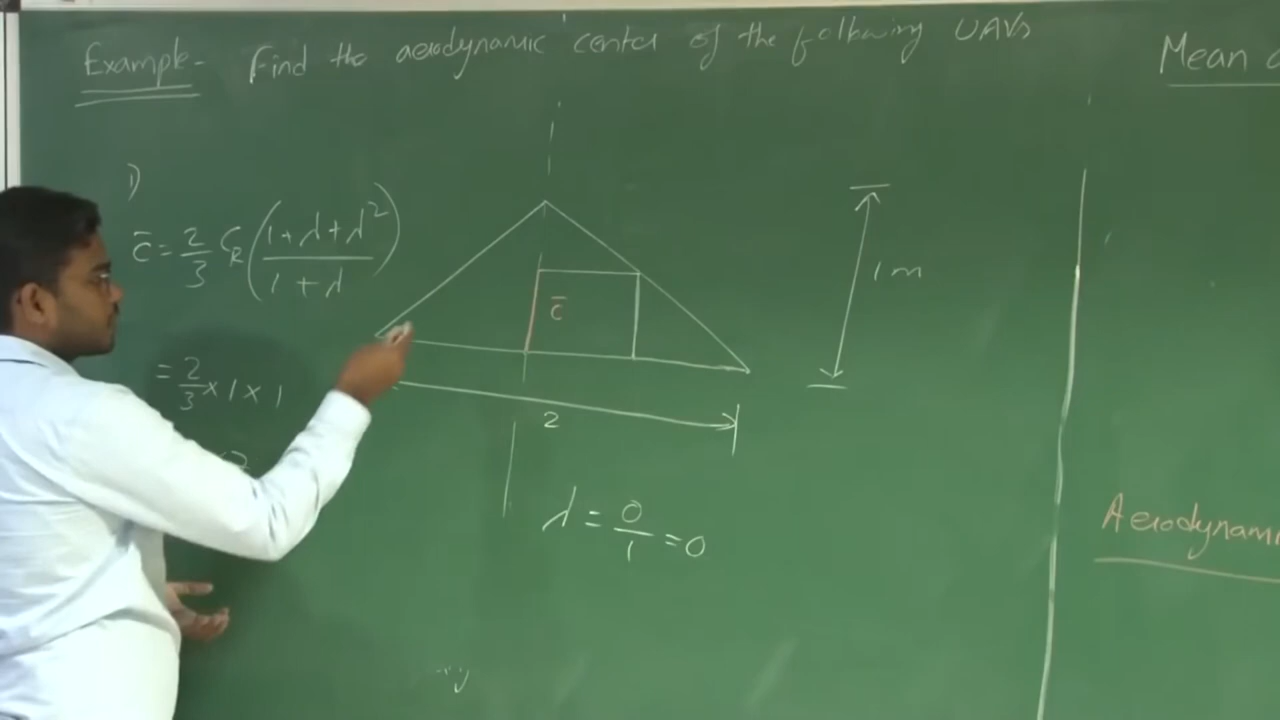 Example- Find the aerodynamic center of the following UAVs
Mean
1)
c̄ = 2/3 C_R (1+λ+λ²/1+λ)
c̄
1 m
= 2/3 × 1 × 1
2
λ = 0/1 = 0
Aerodynami